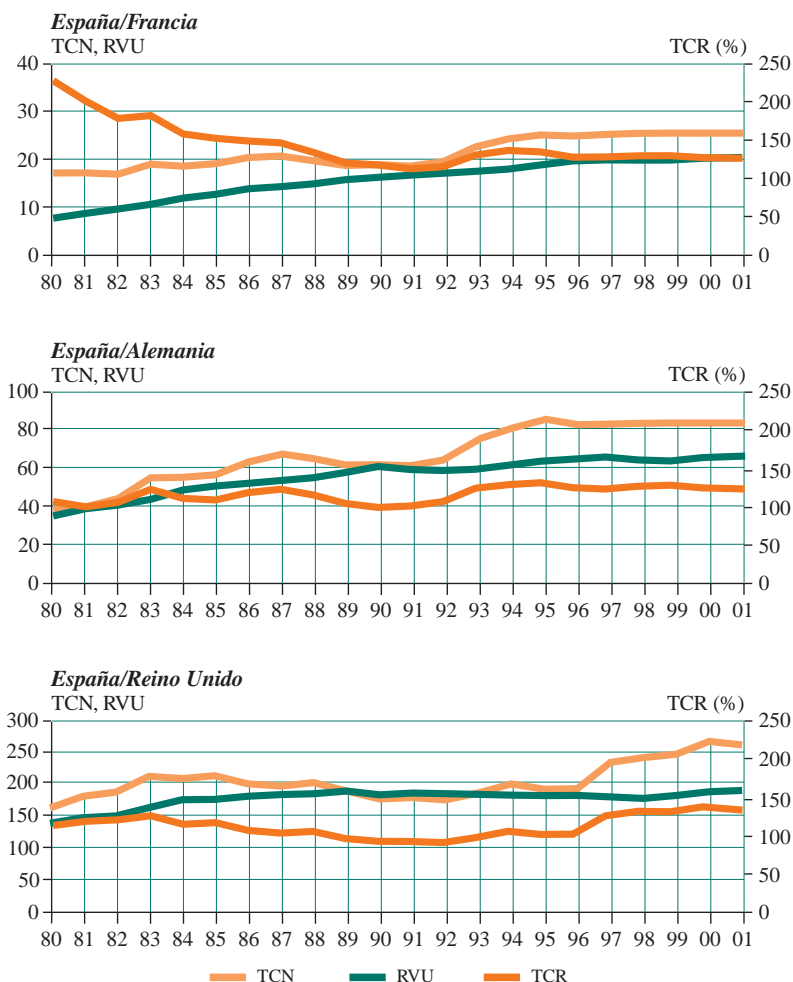 España/Francia
TCN, RVU TCR (%)
40 250
30 200
20 150
10 100
0 50
0
80 81 82 83 84 85 86 87 88 89 90 91 92 93 94 95 96 97 98 99 00 01
España/Alemania
TCN, RVU TCR (%)
100 250
80 200
60 150
40 100
20 50
0 0
80 81 82 83 84 85 86 87 88 89 90 91 92 93 94 95 96 97 98 99 00 01
España/Reino Unido
TCN, RVU TCR (%)
300 250
250 200
200 150
150 100
100 50
50 0
0
80 81 82 83 84 85 86 87 88 89 90 91 92 93 94 95 96 97 98 99 00 01
TCN RVU TCR